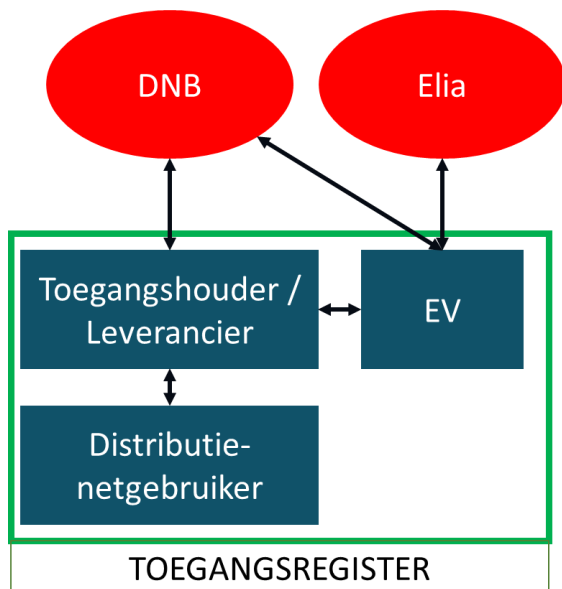 DNB
Elia
Toegangshouder /
Leverancier
EV
Distributie-
netgebruiker
TOEGANGSREGISTER